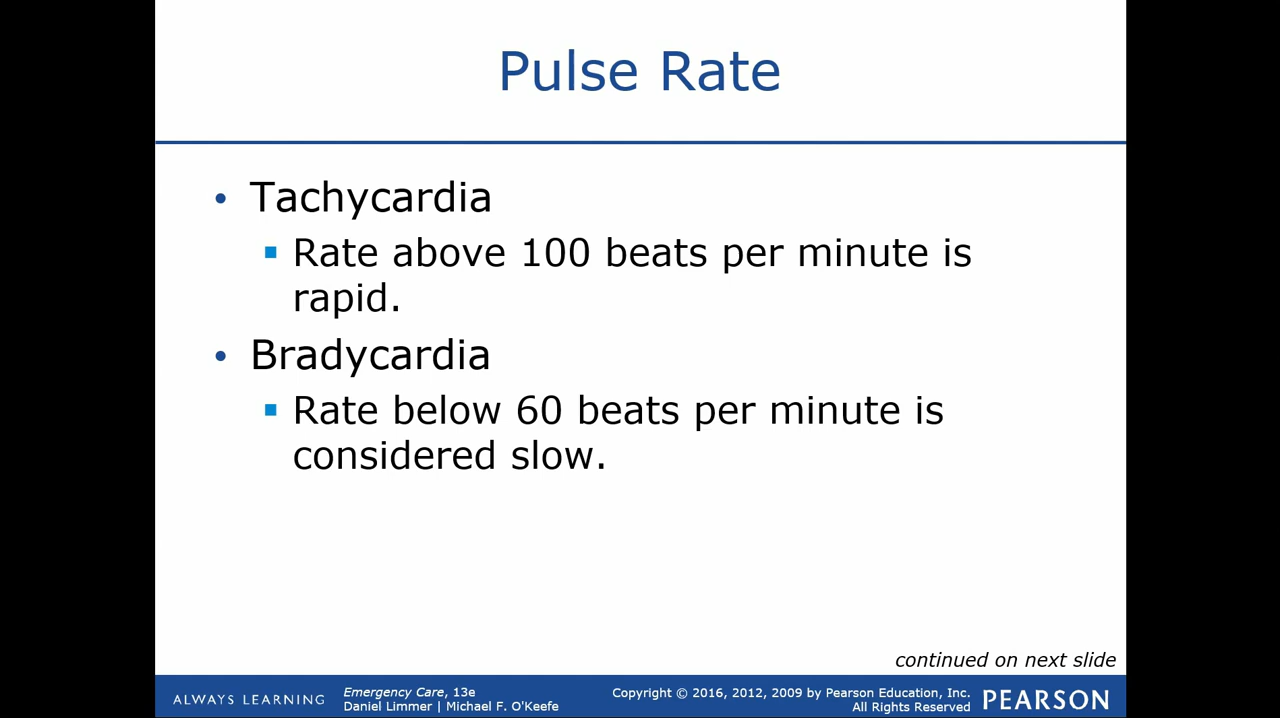 Pulse Rate
• Tachycardia
▪ Rate above 100 beats per minute is
rapid.
• Bradycardia
▪ Rate below 60 beats per minute is
considered slow.
continued on next slide
ALWAYS LEARNING
Emergency Care, 13e
Daniel Limmer | Michael F. O'Keefe
Copyright © 2016, 2012, 2009 by Pearson Education, Inc.
All Rights Reserved
PEARSON